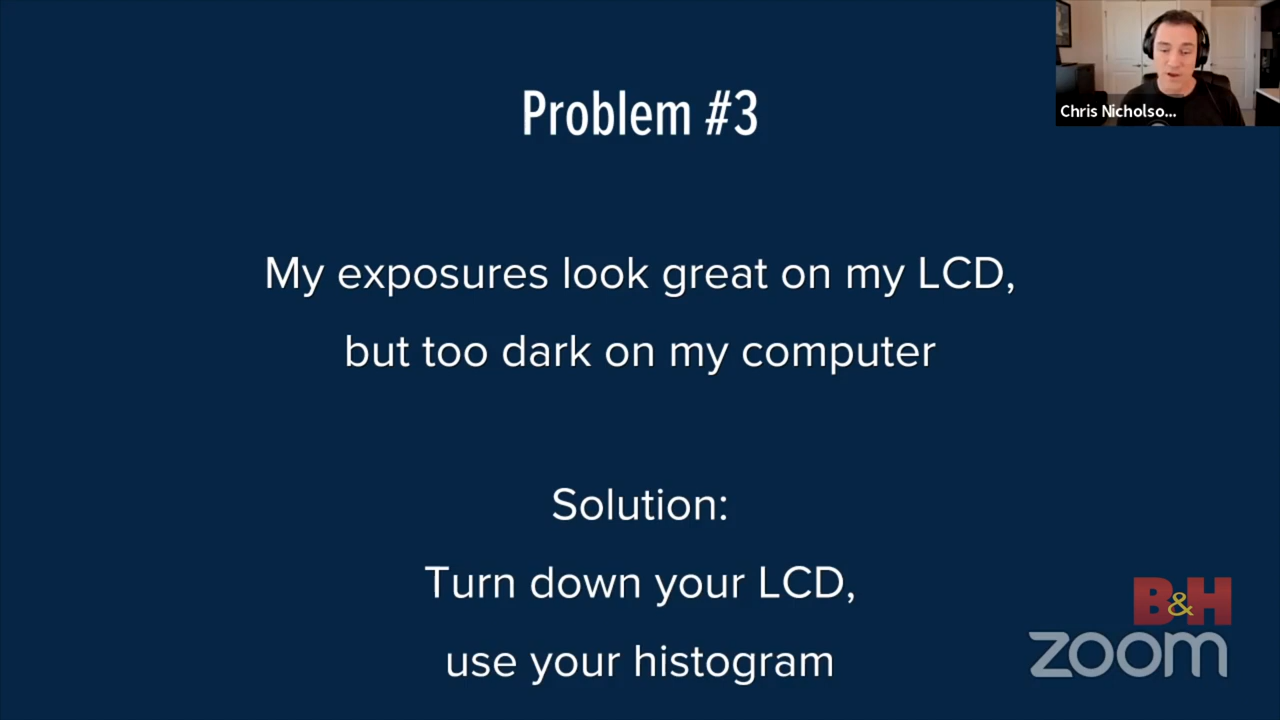 Problem #3
Chris Nicholso...
My exposures look great on my LCD,
but too dark on my computer
Solution:
Turn down your LCD,
use your histogram
B&H
zoom